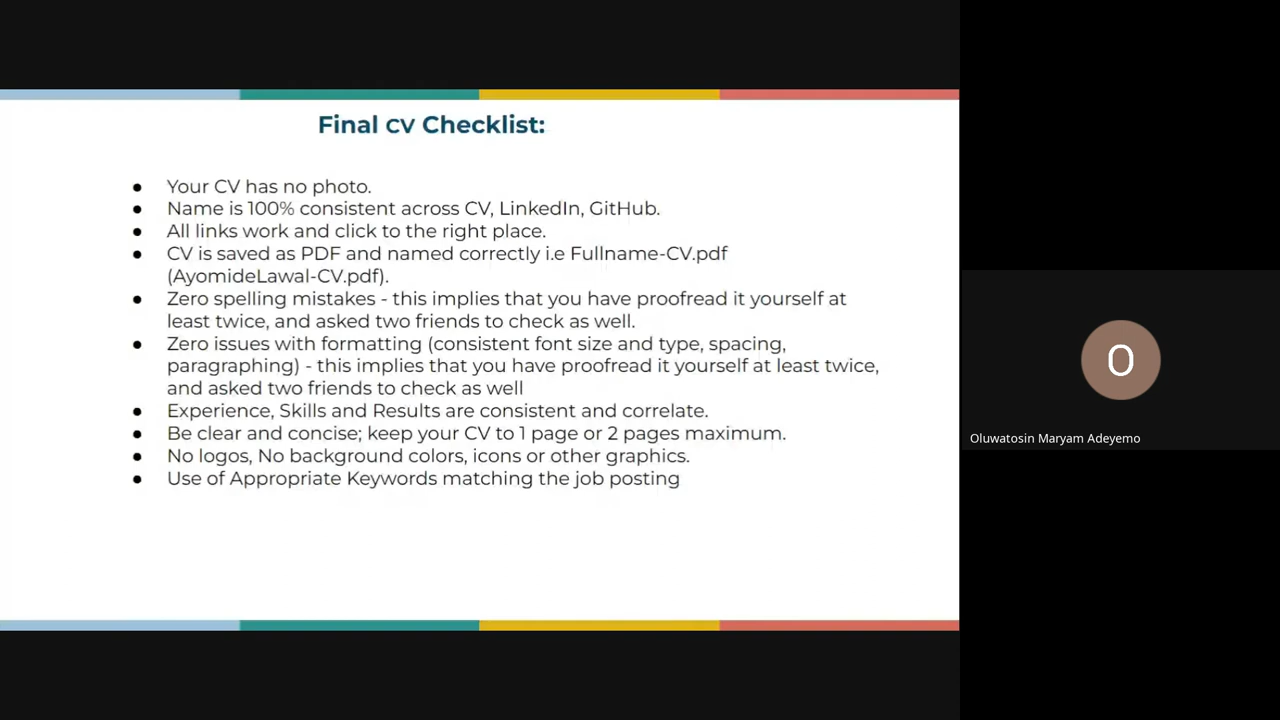 Final CV Checklist:
● Your CV has no photo.
● Name is 100% consistent across CV, LinkedIn, GitHub.
● All links work and click to the right place.
● CV is saved as PDF and named correctly i.e Fullname-CV.pdf
(AyomideLawal-CV.pdf).
● Zero spelling mistakes - this implies that you have proofread it yourself at
least twice, and asked two friends to check as well.
● Zero issues with formatting (consistent font size and type, spacing,
paragraphing) - this implies that you have proofread it yourself at least twice,
and asked two friends to check as well
● Experience, Skills and Results are consistent and correlate.
● Be clear and concise; keep your CV to 1 page or 2 pages maximum.
● No logos, No background colors, icons or other graphics.
● Use of Appropriate Keywords matching the job posting
O
Oluwatosin Maryam Adeyemo